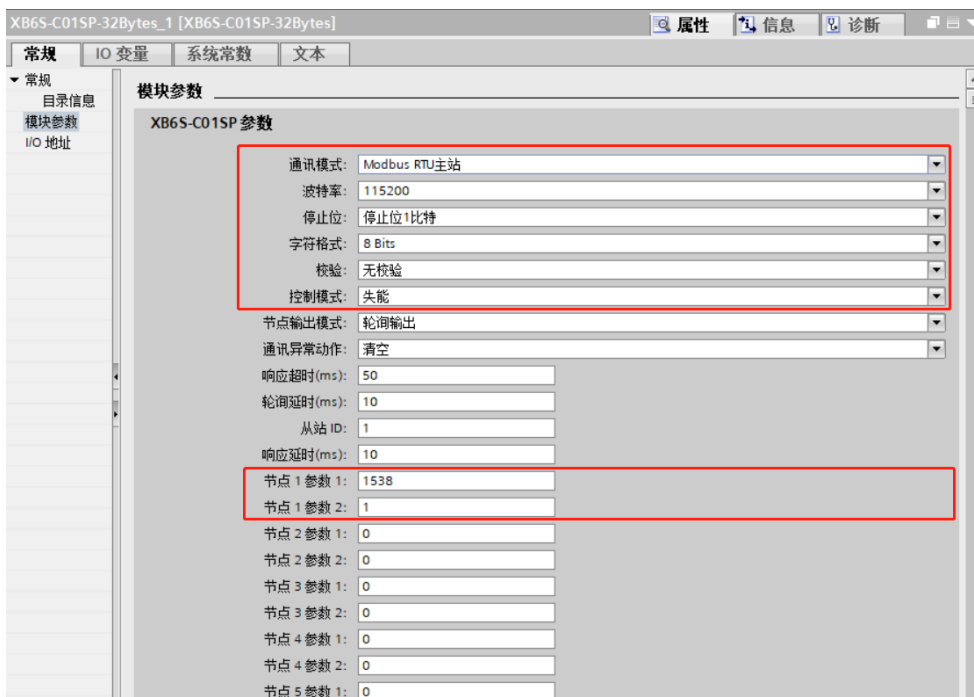 XB6S-C01SP-32Bytes_1 [XB6S-C01SP-32Bytes]
属性 信息 诊断
常规 IO 变量 系统常数 文本
常规
目录信息
模块参数
I/O 地址
模块参数
XB6S-C01SP 参数
通讯模式: Modbus RTU主站
波特率: 115200
停止位: 停止位1比特
字符格式: 8 Bits
校验: 无校验
控制模式: 失能
节点输出模式: 轮询输出
通讯异常动作: 清空
响应超时(ms): 50
轮询延时(ms): 10
从站 ID: 1
响应延时(ms): 10
节点 1 参数 1: 1538
节点 1 参数 2: 1
节点 2 参数 1: 0
节点 2 参数 2: 0
节点 3 参数 1: 0
节点 3 参数 2: 0
节点 4 参数 1: 0
节点 4 参数 2: 0
节点 5 参数 1: 0